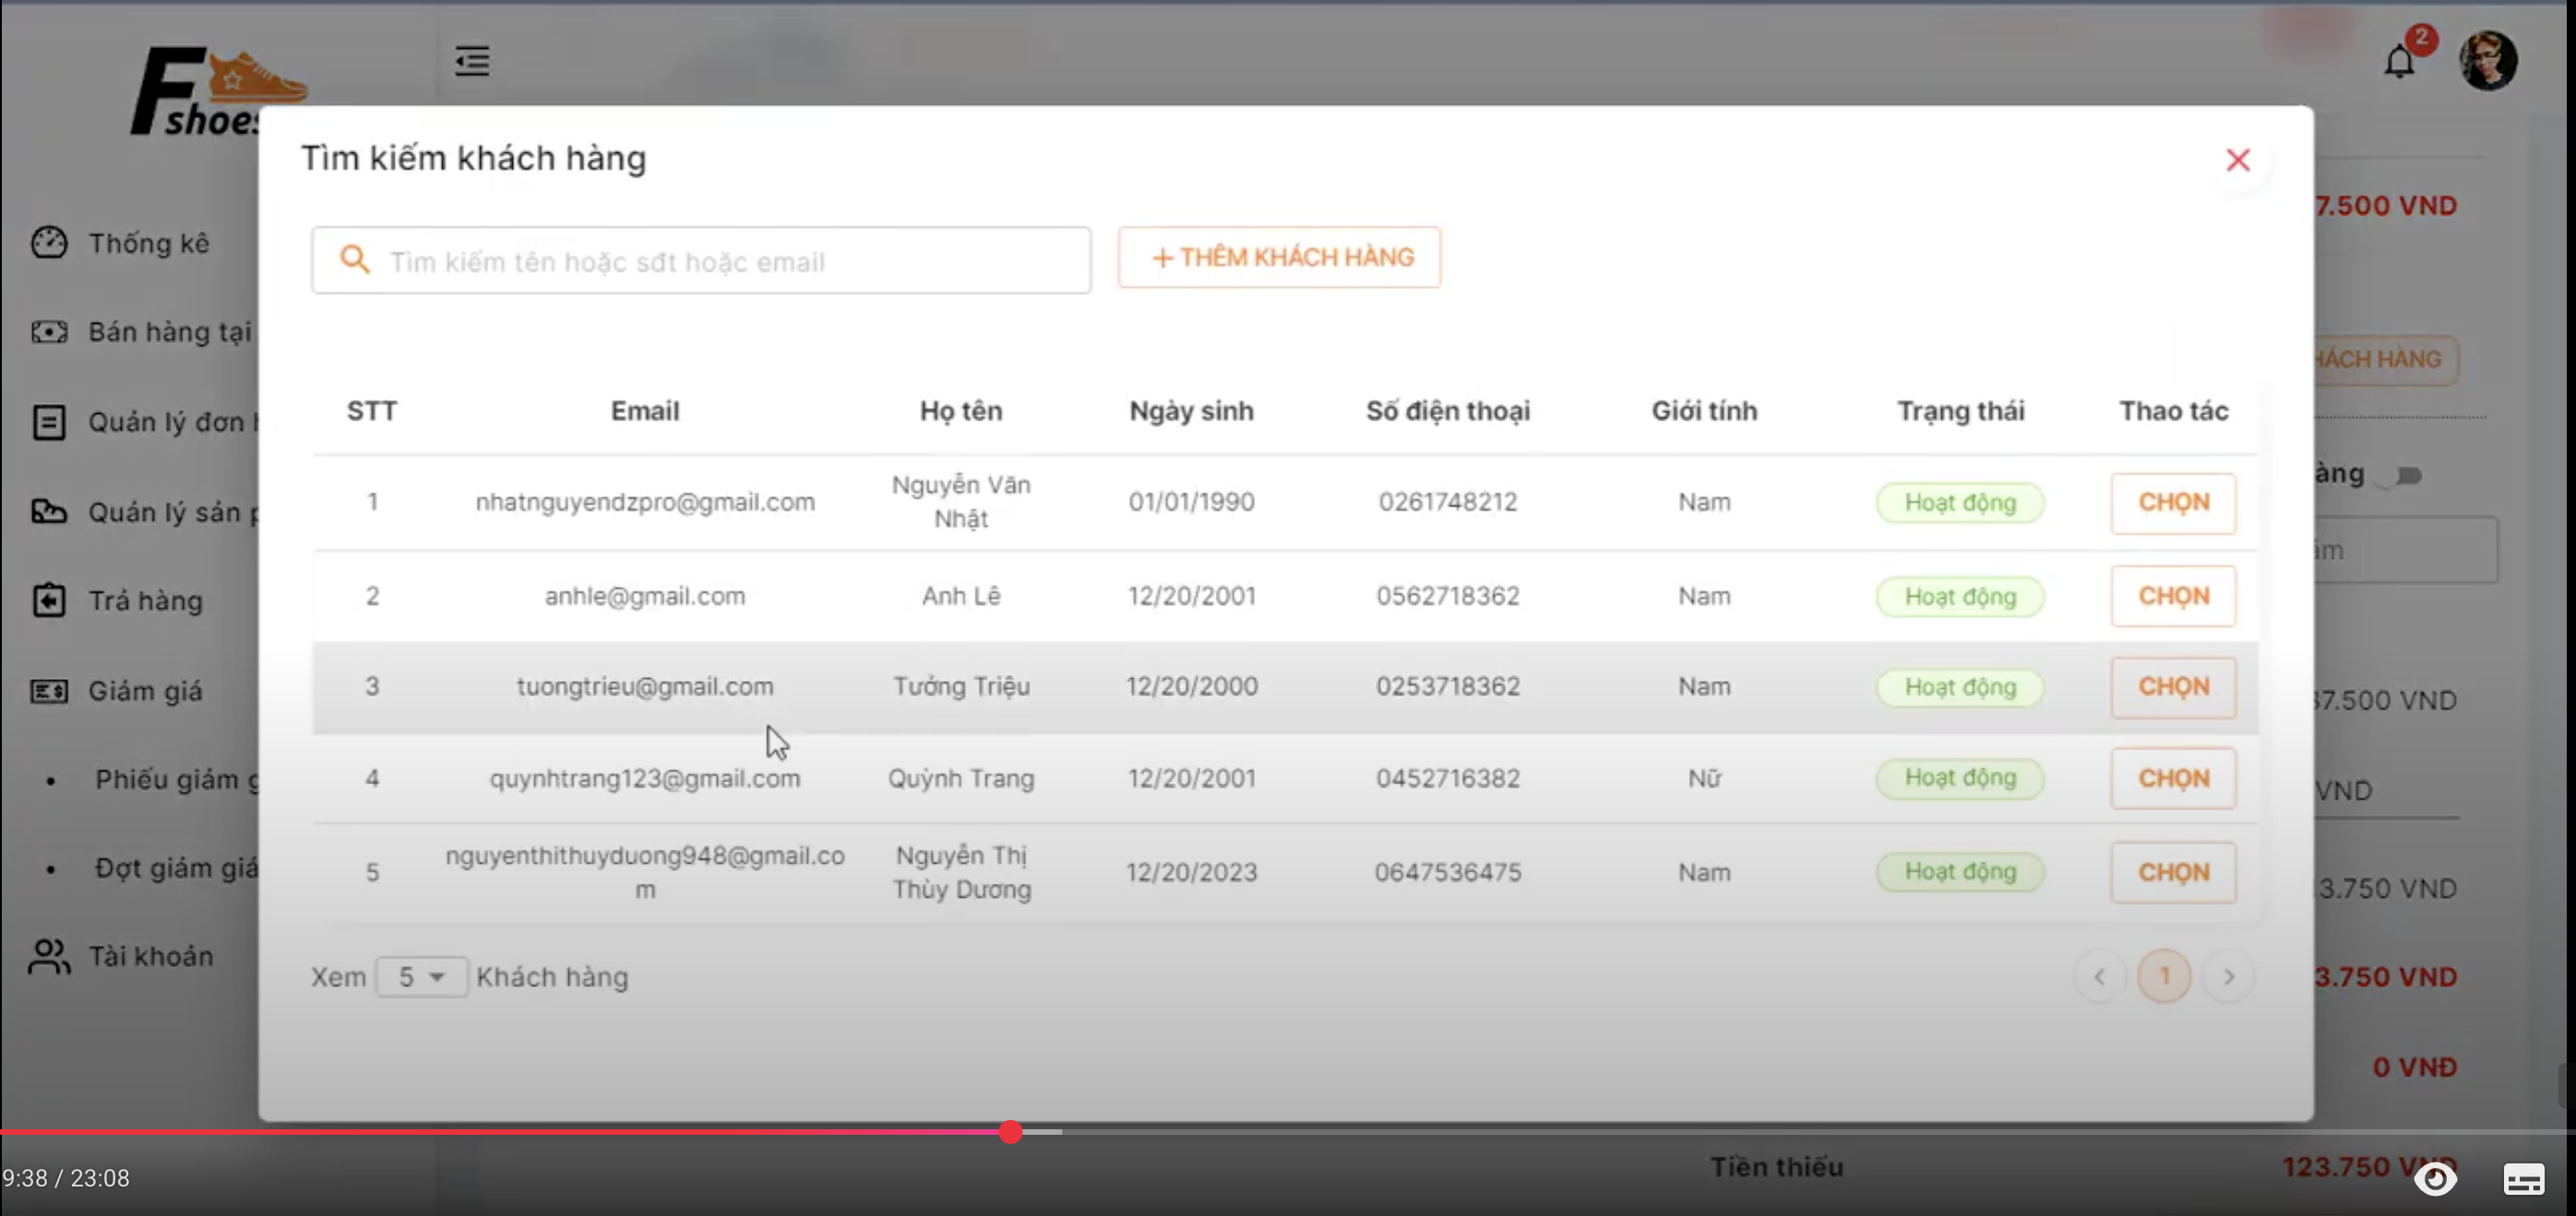 F
shoes
2
Tìm kiếm khách hàng
7.500 VND
Thống kê
Tìm kiếm tên hoặc sđt hoặc email
+ THÊM KHÁCH HÀNG
Bán hàng tại
HÁCH HÀNG
STT Email Họ tên Ngày sinh Số điện thoại Giới tính Trạng thái Thao tác
Quản lý đơn
àng
1 nhatnguyendzpro@gmail.com Nguyễn Văn Nhật 01/01/1990 0261748212 Nam Hoạt động CHỌN
Quản lý sản p
2 anhle@gmail.com Anh Lê 12/20/2001 0562718362 Nam Hoạt động CHỌN
Trả hàng
3 tuongtrieu@gmail.com Tưởng Triệu 12/20/2000 0253718362 Nam Hoạt động CHỌN
Giảm giá
37.500 VND
4 quynhtrang123@gmail.com Quỳnh Trang 12/20/2001 0452716382 Nữ Hoạt động CHỌN
• Phiếu giảm g
VND
5 nguyenthithuyduong948@gmail.com Nguyễn Thị Thùy Dương 12/20/2023 0647536475 Nam Hoạt động CHỌN
• Đợt giảm giá
3.750 VND
Tài khoản
Xem 5 Khách hàng
1
3.750 VND
0 VNĐ
Tiền thiếu
123.750 VND
9:38 / 23:08